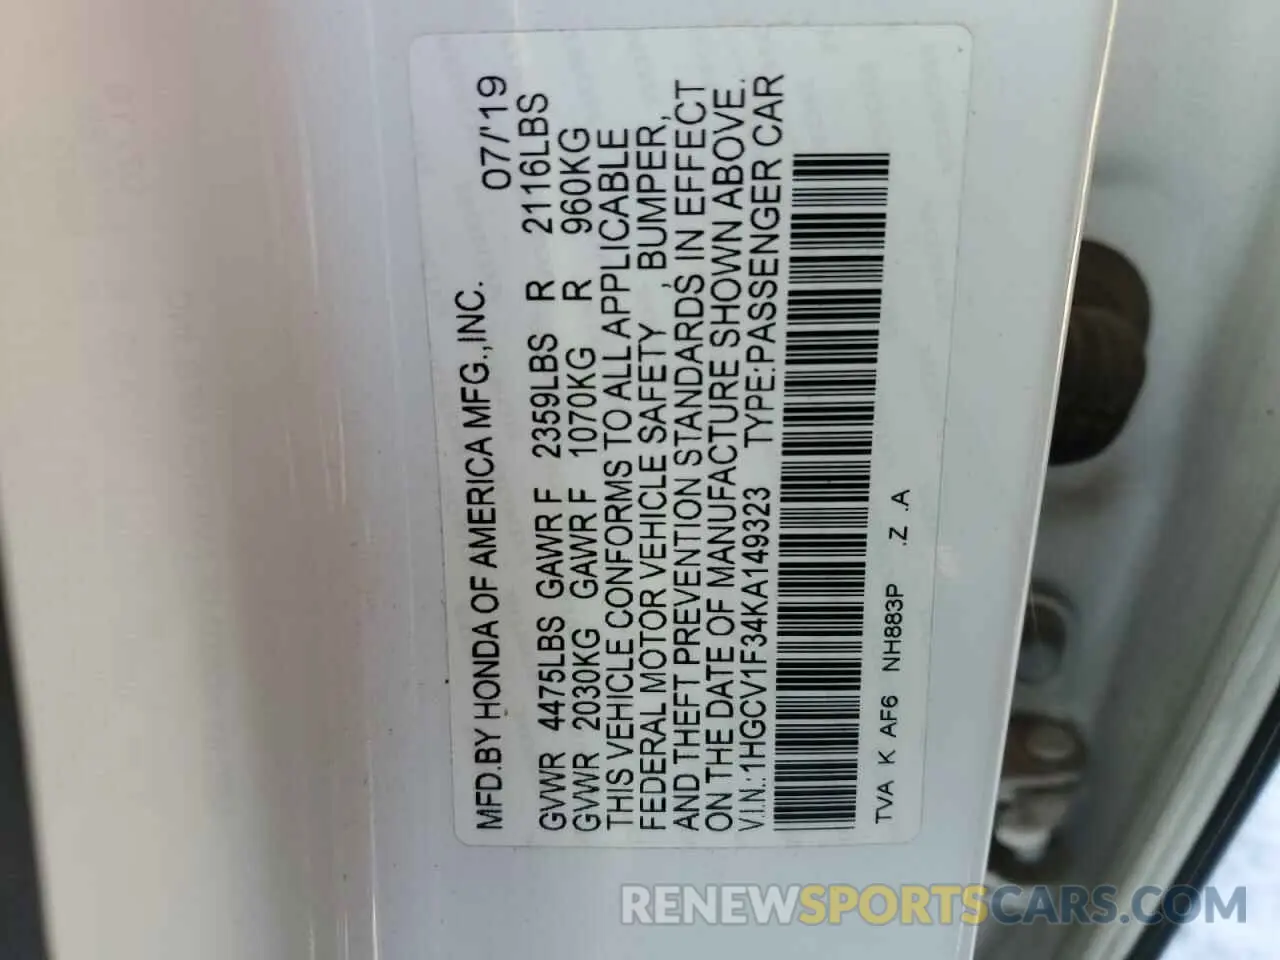 MFD.BY HONDA OF AMERICA MFG.,INC. 07/'19
GVWR 4475LBS GAWR F 2359LBS R 2116LBS
GVWR 2030KG GAWR F 1070KG R 960KG
THIS VEHICLE CONFORMS TO ALL APPLICABLE
FEDERAL MOTOR VEHICLE SAFETY, BUMPER,
AND THEFT PREVENTION STANDARDS IN EFFECT
ON THE DATE OF MANUFACTURE SHOWN ABOVE.
V.I.N.:1HGCV1F34KA149323 TYPE:PASSENGER CAR
TVA K AF6 NH883P .Z .A
RENEWSPORTSCARS.COM